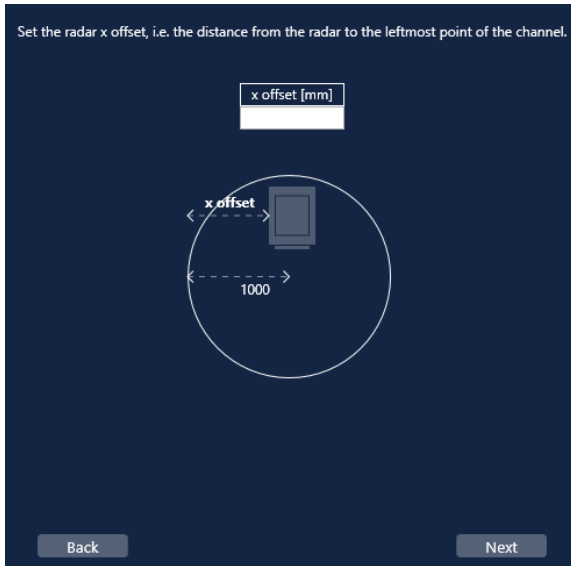 Set the radar x offset, i.e. the distance from the radar to the leftmost point of the channel.
x offset [mm]
x offset
1000
Back
Next